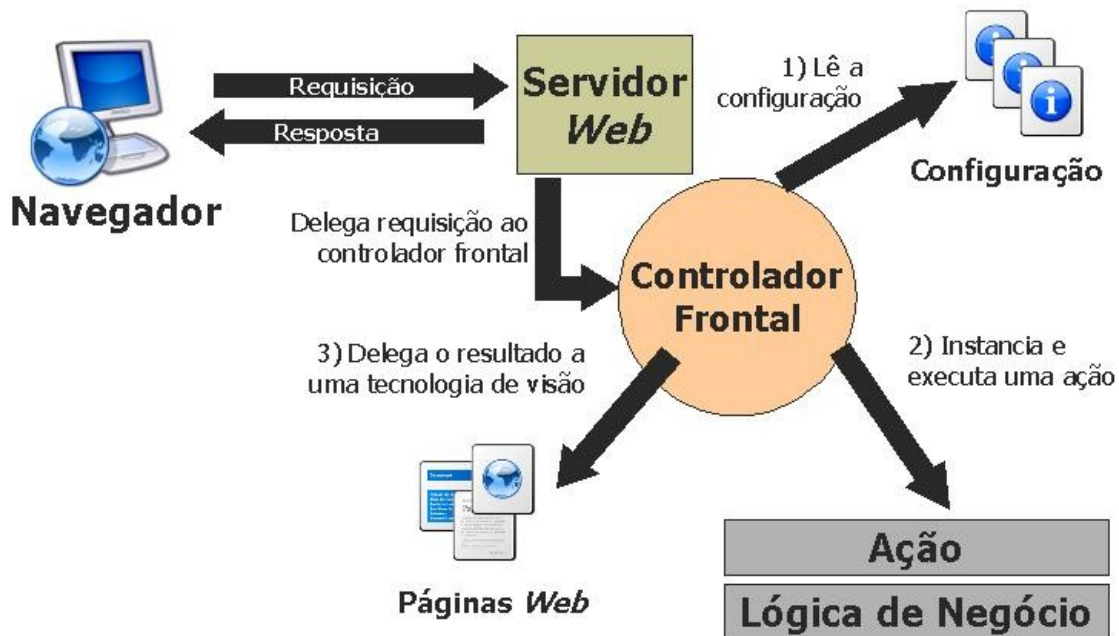 Requisição
Resposta
Servidor
Web
1) Lê a
configuração
Configuração
Navegador
Delega requisição ao
controlador frontal
Controlador
Frontal
3) Delega o resultado a
uma tecnologia de visão
2) Instancia e
executa uma ação
Páginas Web
Ação
Lógica de Negócio